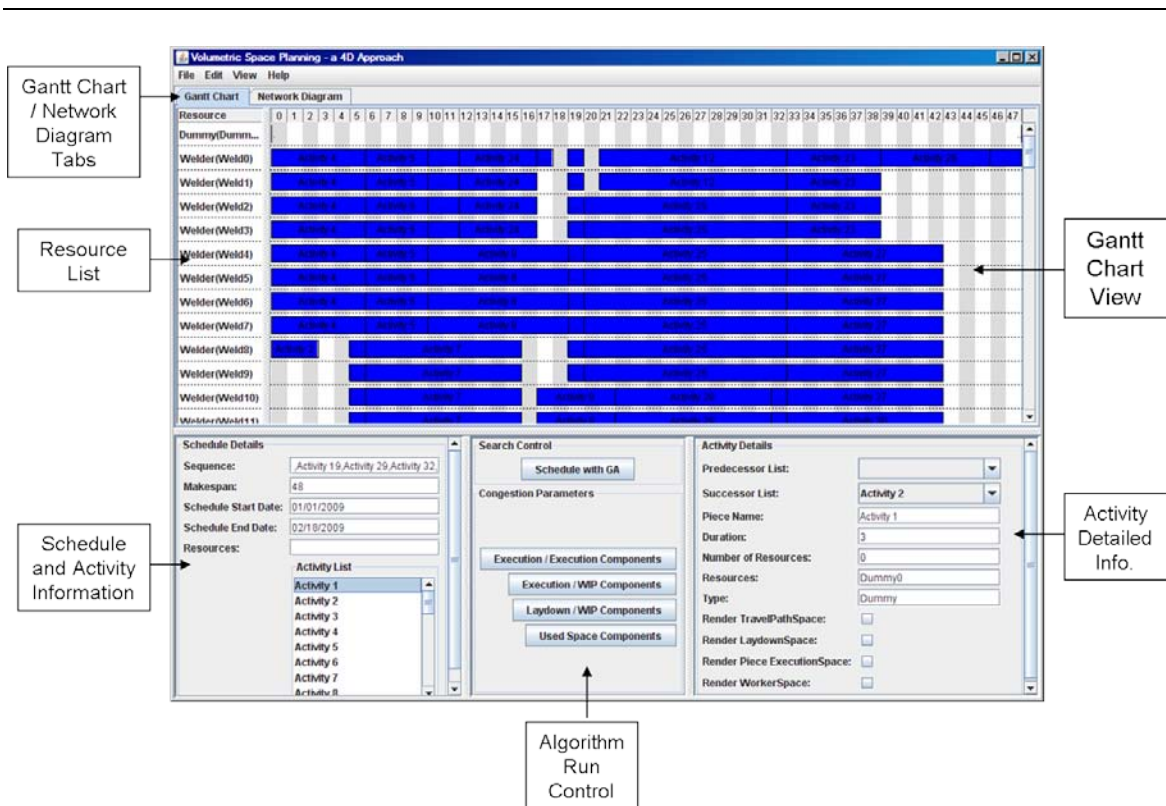 Volumetric Space Planning - a 4D Approach
File Edit View Help
Gantt Chart Network Diagram
Resource 0 1 2 3 4 5 6 7 8 9 10 11 12 13 14 15 16 17 18 19 20 21 22 23 24 25 26 27 28 29 30 31 32 33 34 35 36 37 38 39 40 41 42 43 44 45 46 47
Dummy(Dumm...
Welder(Weld0)
Welder(Weld1)
Welder(Weld2)
Welder(Weld3)
Welder(Weld4)
Welder(Weld5)
Welder(Weld6)
Welder(Weld7)
Welder(Weld8)
Welder(Weld9)
Welder(Weld10)
Welder(Weld11)
Gantt Chart
/ Network
Diagram
Tabs
Resource
List
Gantt
Chart
View
Schedule Details
Sequence: ,Activity 19,Activity 29,Activity 32,
Makespan: 48
Schedule Start Date: 01/01/2009
Schedule End Date: 02/18/2009
Resources:
Activity List
Activity 1
Activity 2
Activity 3
Activity 4
Activity 5
Activity 6
Activity 7
Activity 8
Search Control
Schedule with GA
Congestion Parameters
Execution / Execution Components
Execution / WIP Components
Laydown / WIP Components
Used Space Components
Activity Details
Predecessor List:
Successor List: Activity 2
Piece Name: Activity 1
Duration: 3
Number of Resources: 0
Resources: Dummy0
Type: Dummy
Render TravelPathSpace:
Render LaydownSpace:
Render Piece ExecutionSpace:
Render WorkerSpace:
Schedule
and Activity
Information
Activity
Detailed
Info.
Algorithm
Run
Control